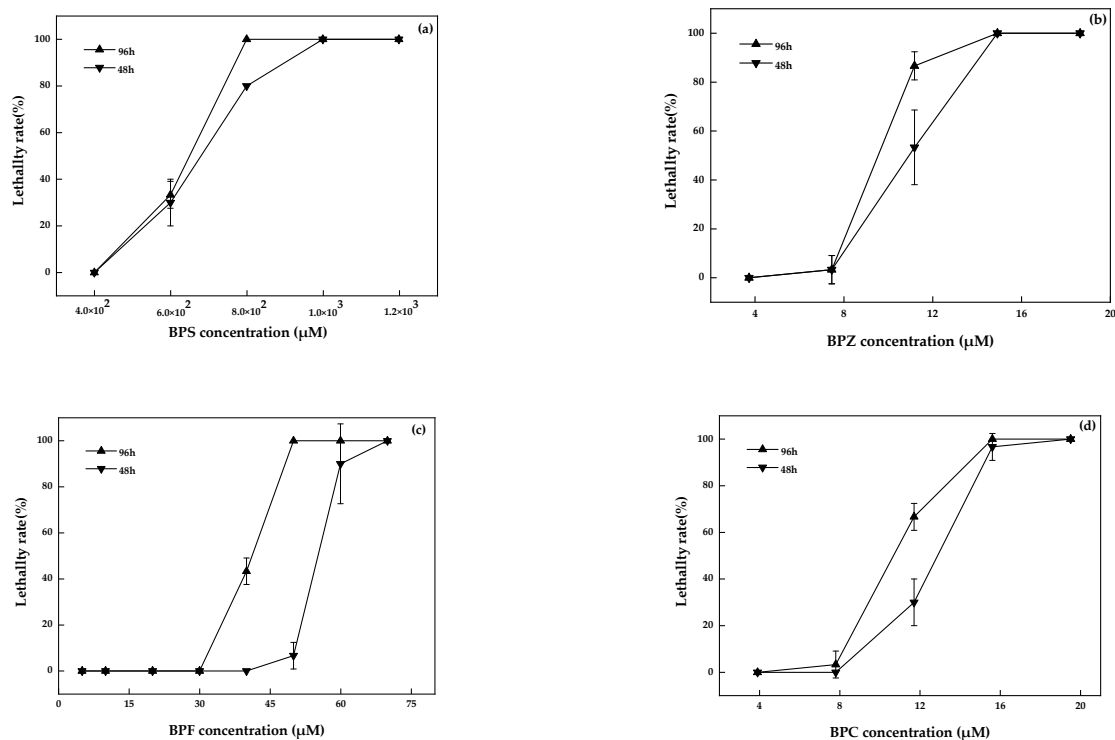 (a)
96h
48h
Lethallty rate(%)
100
80
60
40
20
0
4.0×10²
6.0×10²
8.0×10²
1.0×10³
1.2×10³
BPS concentration (μM)
(b)
96h
48h
Lethallty rate(%)
100
80
60
40
20
0
4
8
12
16
20
BPZ concentration (μM)
(c)
96h
48h
Lethallty rate(%)
100
80
60
40
20
0
0
15
30
45
60
75
BPF concentration (μM)
(d)
96h
48h
Lethallty rate(%)
100
80
60
40
20
0
4
8
12
16
20
BPC concentration (μM)